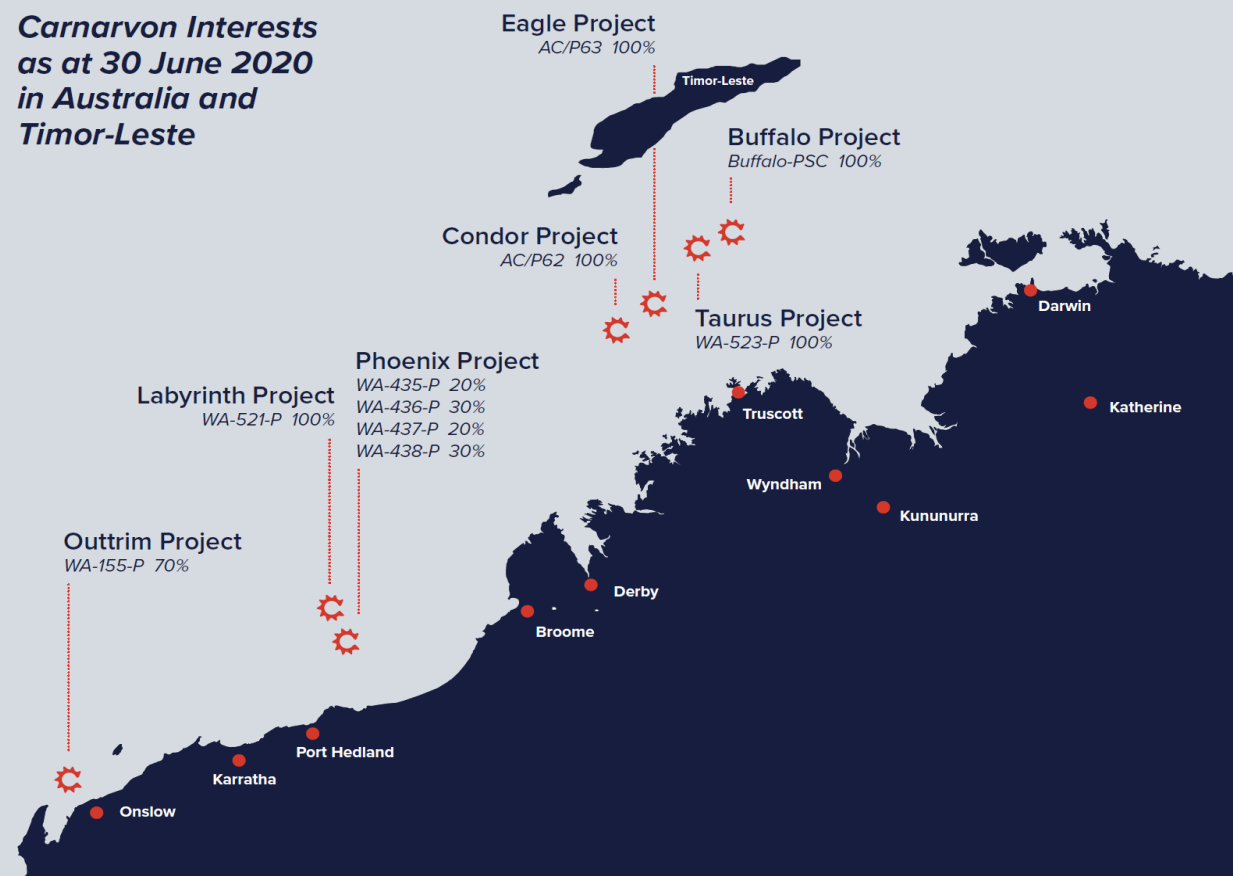 Carnarvon Interests
as at 30 June 2020
in Australia and
Timor-Leste
Eagle Project
AC/P63 100%
Timor-Leste
Buffalo Project
Buffalo-PSC 100%
Condor Project
AC/P62 100%
Taurus Project
WA-523-P 100%
Phoenix Project
WA-435-P 20%
WA-436-P 30%
WA-437-P 20%
WA-438-P 30%
Labyrinth Project
WA-521-P 100%
Outtrim Project
WA-155-P 70%
Darwin
Katherine
Truscott
Wyndham
Kununurra
Derby
Broome
Port Hedland
Karratha
Onslow